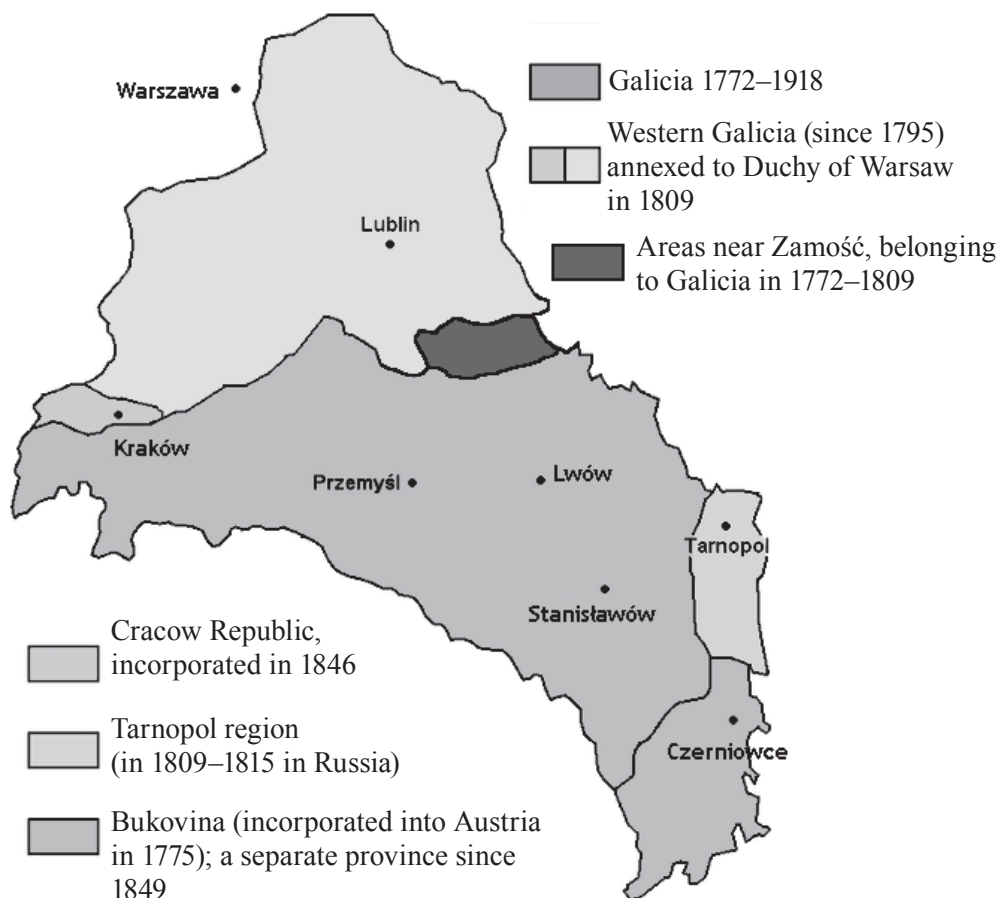 Warszawa
Galicia 1772–1918
Western Galicia (since 1795)
annexed to Duchy of Warsaw
in 1809
Lublin
Areas near Zamość, belonging
to Galicia in 1772–1809
Kraków
Przemyśl
Lwów
Tarnopol
Stanisławów
Cracow Republic,
incorporated in 1846
Tarnopol region
(in 1809–1815 in Russia)
Czerniowce
Bukovina (incorporated into Austria
in 1775); a separate province since
1849